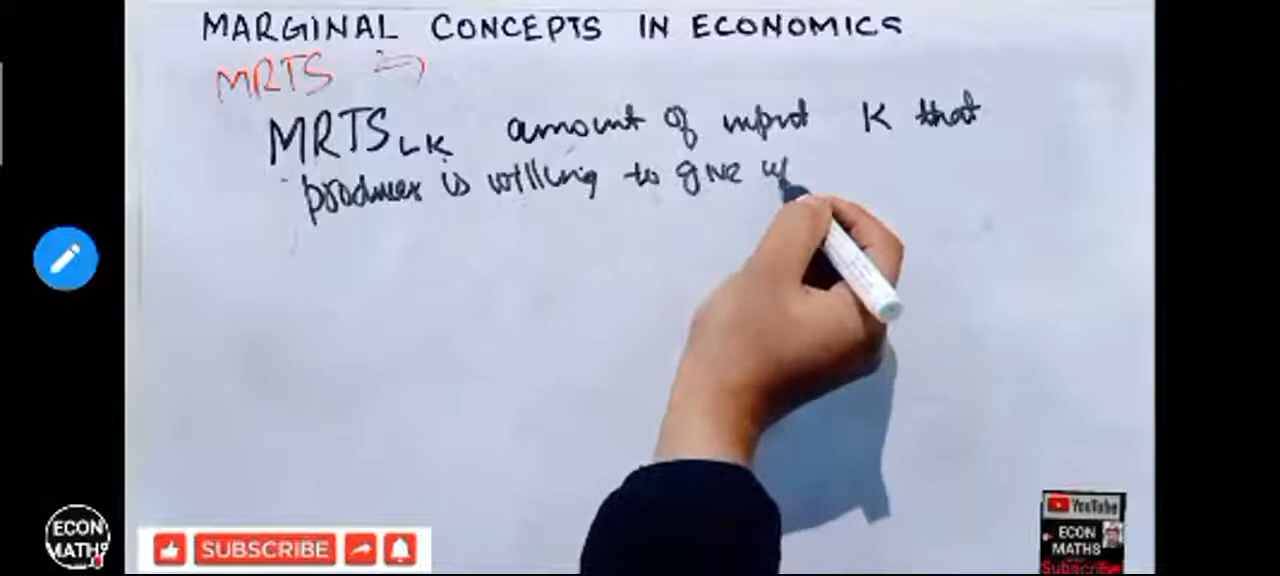 MARGINAL CONCEPTS IN ECONOMICS
MRTS ⇒
MRTS LK amount of input K that
producer is willing to give
ECON
MATHS
SUBSCRIBE
YouTube
ECON
MATHS
Subscribe